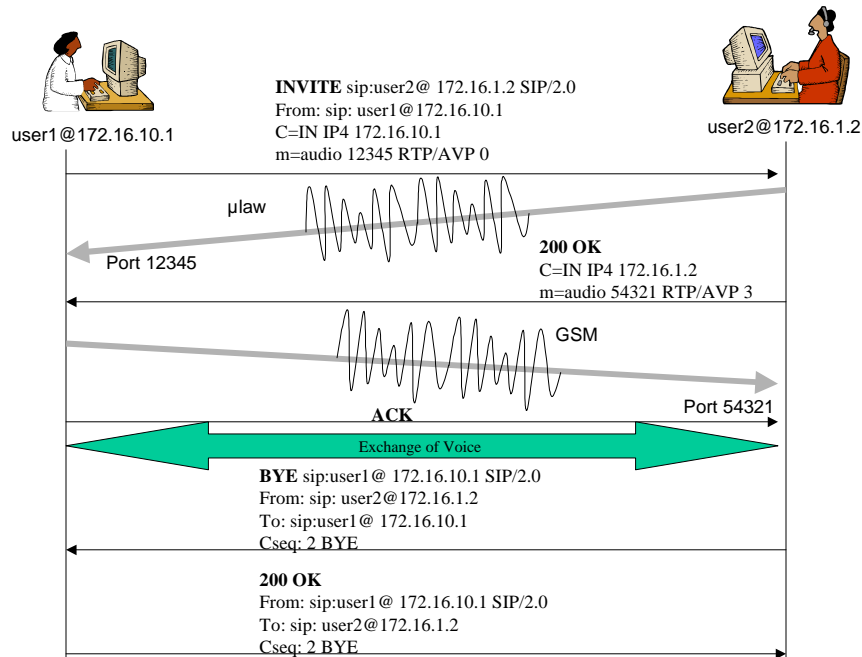 user1@172.16.10.1
user2@172.16.1.2
INVITE sip:user2@ 172.16.1.2 SIP/2.0
From: sip: user1@172.16.10.1
C=IN IP4 172.16.10.1
m=audio 12345 RTP/AVP 0
µlaw
Port 12345
200 OK
C=IN IP4 172.16.1.2
m=audio 54321 RTP/AVP 3
GSM
Port 54321
ACK
Exchange of Voice
BYE sip:user1@ 172.16.10.1 SIP/2.0
From: sip: user2@172.16.1.2
To: sip:user1@ 172.16.10.1
Cseq: 2 BYE
200 OK
From: sip:user1@ 172.16.10.1 SIP/2.0
To: sip: user2@172.16.1.2
Cseq: 2 BYE